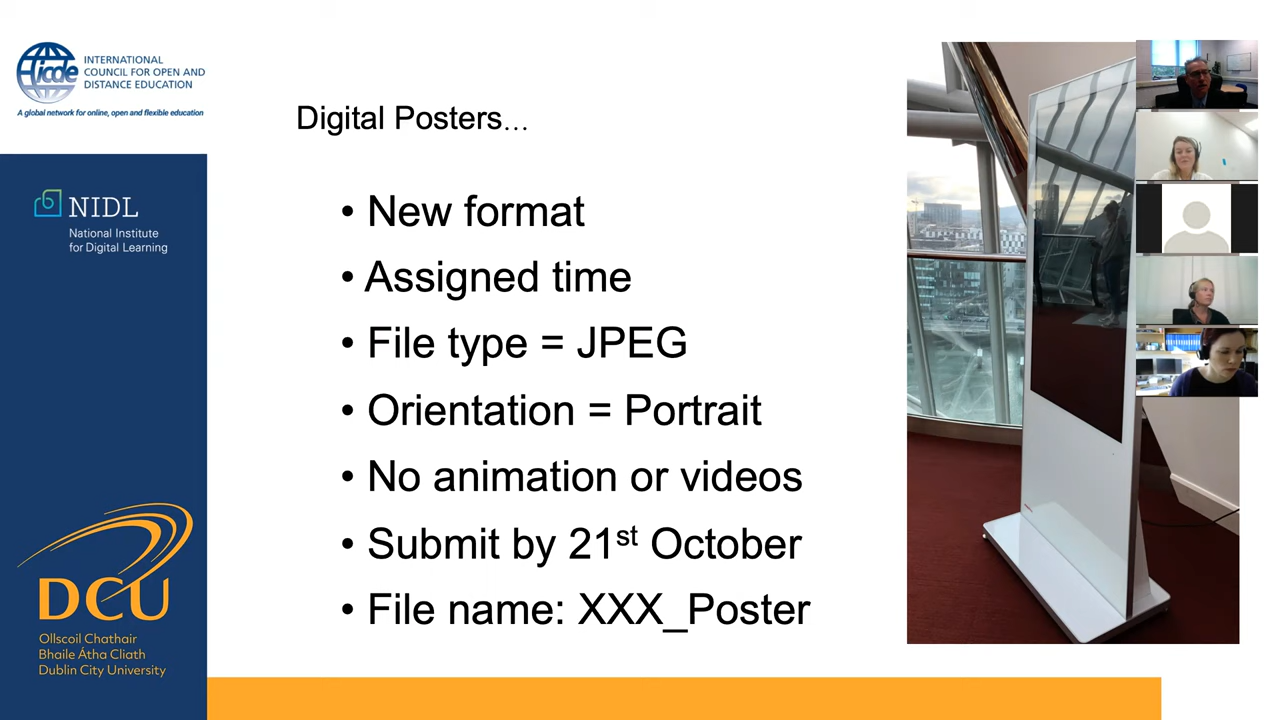 icde
INTERNATIONAL
COUNCIL FOR OPEN AND
DISTANCE EDUCATION
A global network for online, open and flexible education
NIDL
National Institute
for Digital Learning
DCU
Ollscoil Chathair
Bhaile Átha Cliath
Dublin City University
Digital Posters...
• New format
• Assigned time
• File type = JPEG
• Orientation = Portrait
• No animation or videos
• Submit by 21st October
• File name: XXX_Poster